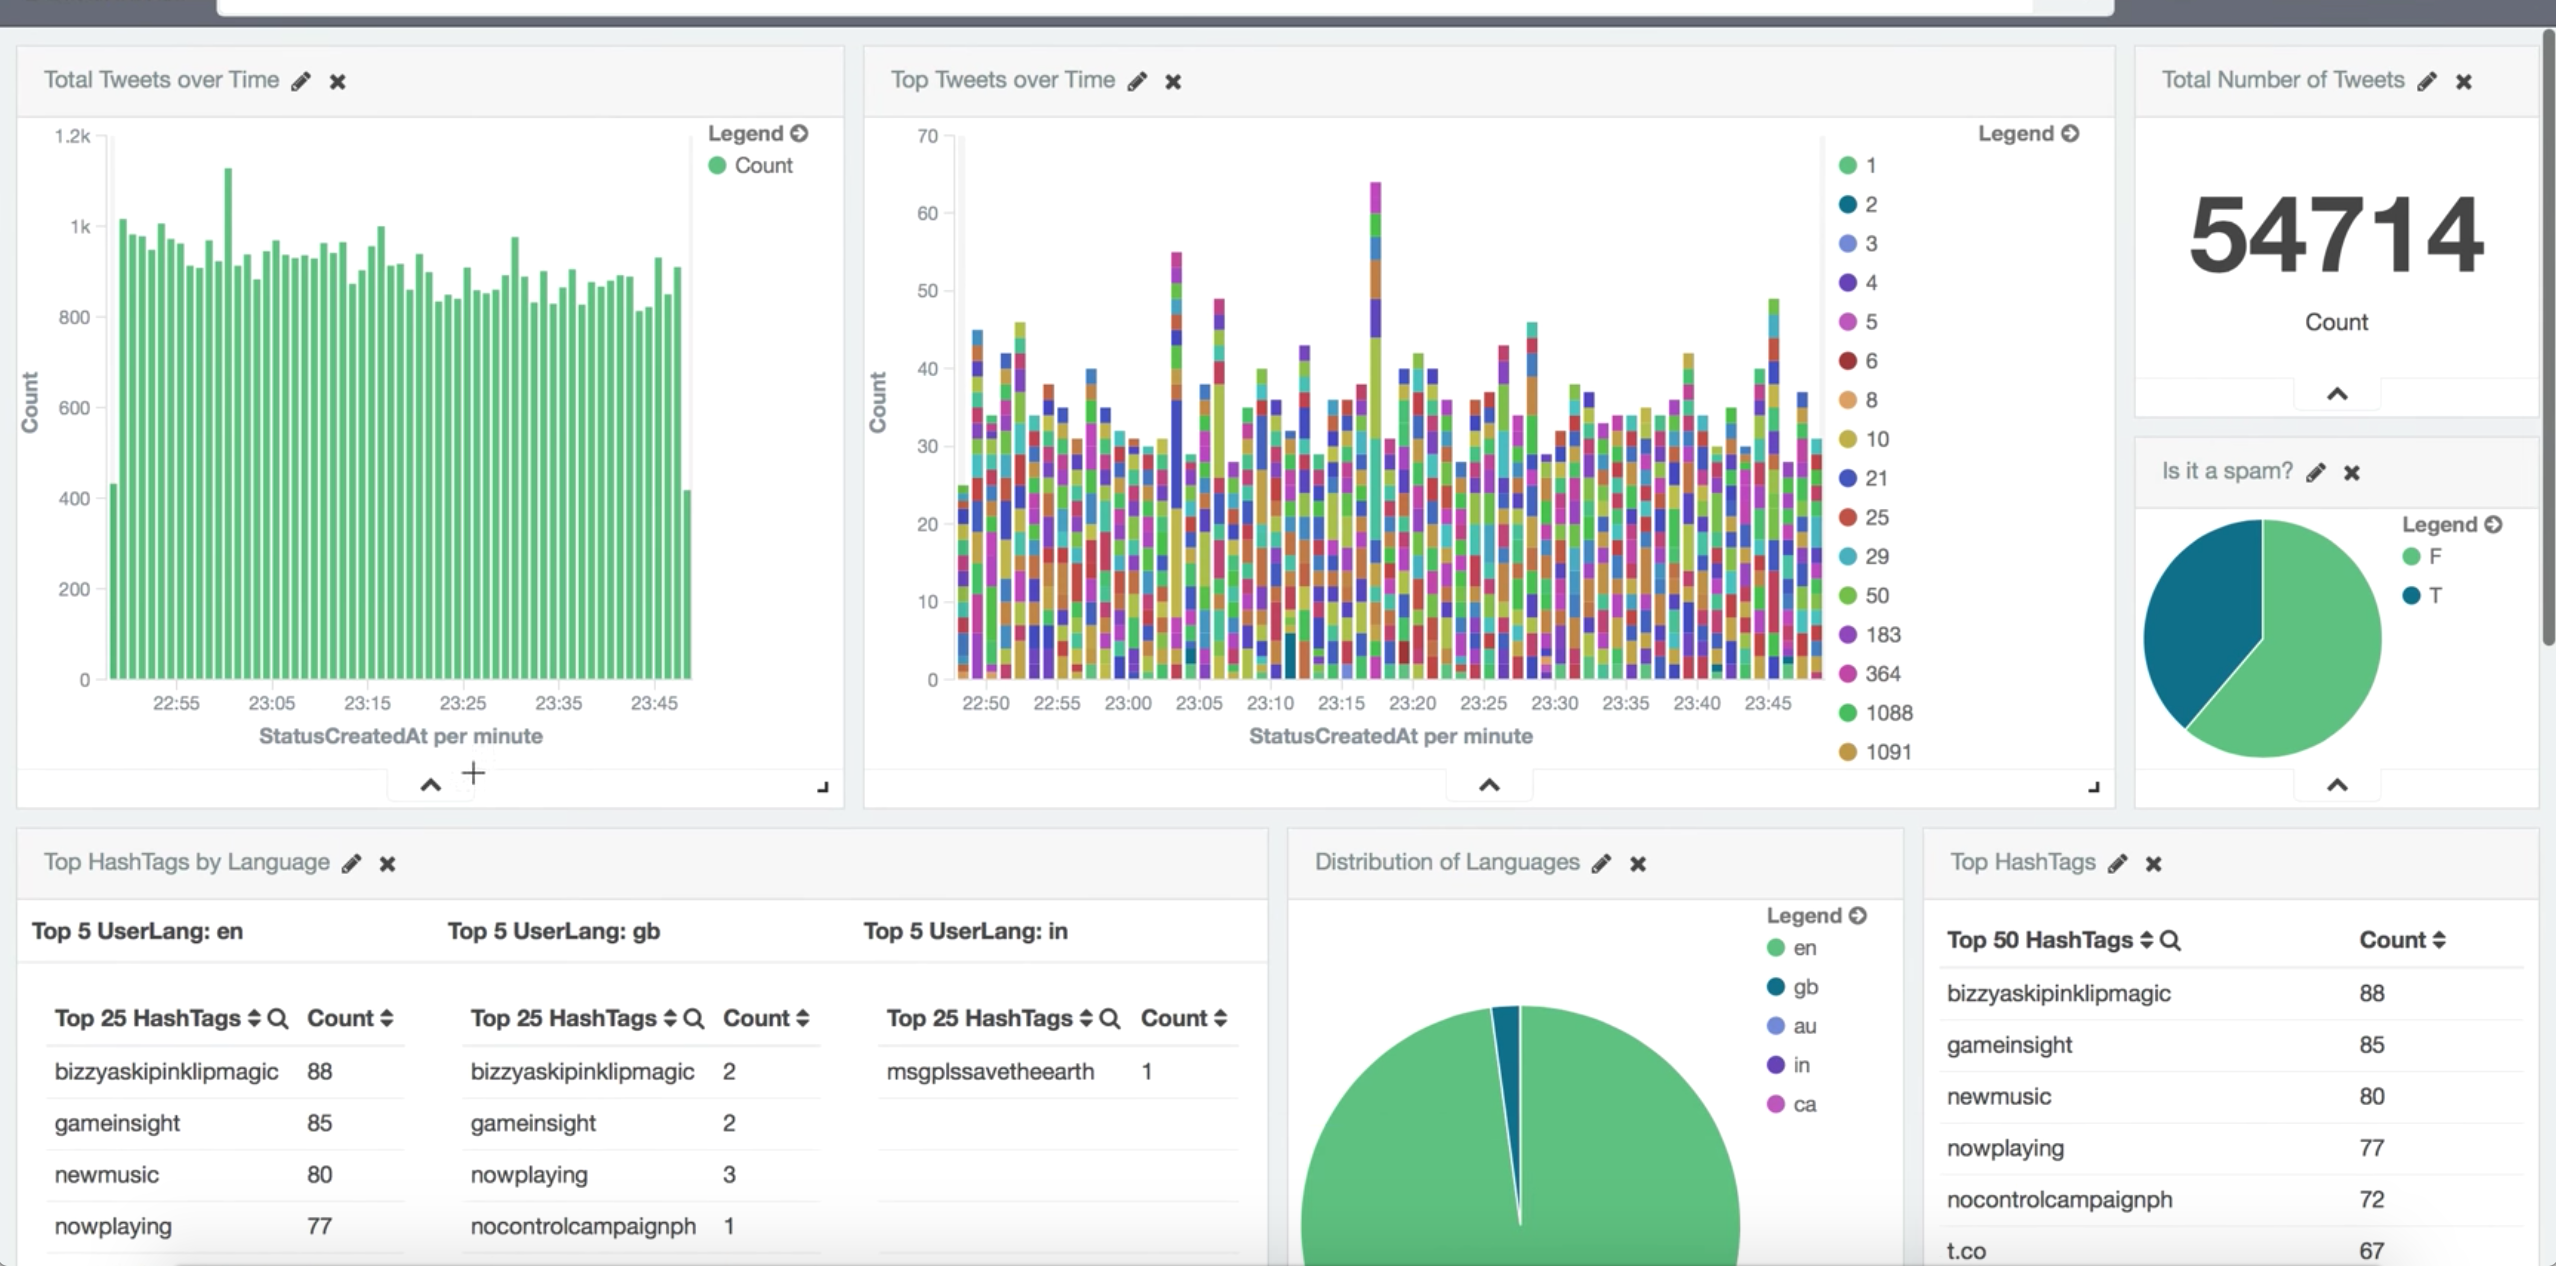 Total Tweets over Time
1.2k
1k
800
600
400
200
0
Count
22:55 23:05 23:15 23:25 23:35 23:45
StatusCreatedAt per minute
Legend
Count
Top Tweets over Time
70
60
50
40
30
20
10
0
Count
22:50 22:55 23:00 23:05 23:10 23:15 23:20 23:25 23:30 23:35 23:40 23:45
StatusCreatedAt per minute
Legend
1
2
3
4
5
6
8
10
21
25
29
50
183
364
1088
1091
Total Number of Tweets
54714
Count
Is it a spam?
Legend
F
T
Top HashTags by Language
Top 5 UserLang: en
Top 25 HashTags Count
bizzyaskipinklipmagic 88
gameinsight 85
newmusic 80
nowplaying 77
Top 5 UserLang: gb
Top 25 HashTags Count
bizzyaskipinklipmagic 2
gameinsight 2
nowplaying 3
nocontrolcampaignph 1
Top 5 UserLang: in
Top 25 HashTags Count
msgplssavetheearth 1
Distribution of Languages
Legend
en
gb
au
in
ca
Top HashTags
Top 50 HashTags Count
bizzyaskipinklipmagic 88
gameinsight 85
newmusic 80
nowplaying 77
nocontrolcampaignph 72
t.co 67